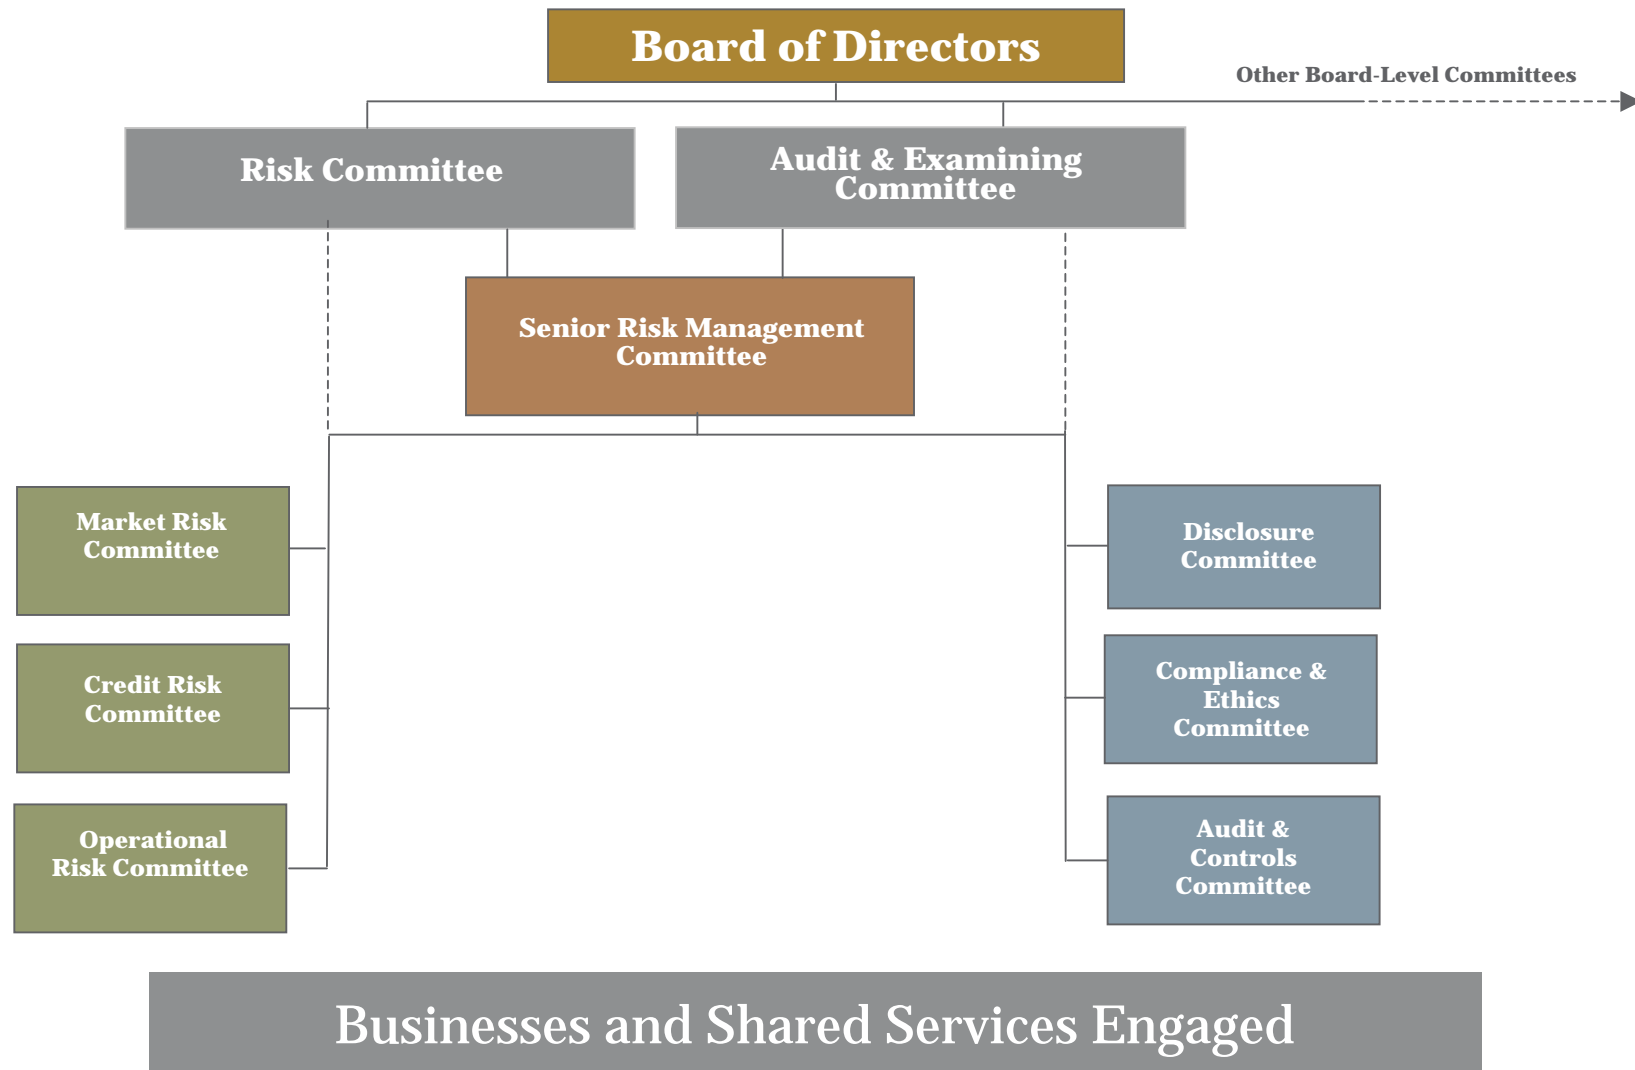 Board of Directors
Other Board-Level Committees
Risk Committee
Audit & Examining
Committee
Senior Risk Management
Committee
Market Risk
Committee
Disclosure
Committee
Credit Risk
Committee
Compliance &
Ethics
Committee
Operational
Risk Committee
Audit &
Controls
Committee
Businesses and Shared Services Engaged